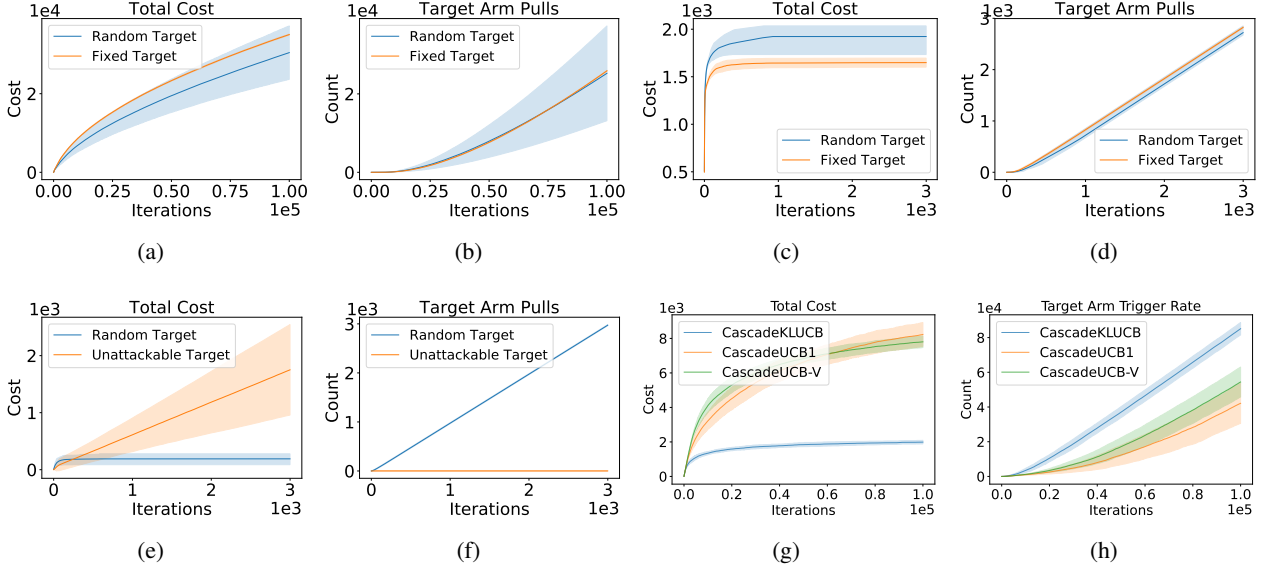 Total Cost
1e4
Random Target
Fixed Target
Cost
2
0
0.00 0.25 0.50 0.75 1.00
Iterations
1e5
(a)
Target Arm Pulls
1e4
Random Target
Fixed Target
Count
2
0
0.00 0.25 0.50 0.75 1.00
Iterations
1e5
(b)
Total Cost
1e3
2.0
1.5
1.0
0.5
Cost
Random Target
Fixed Target
0 1 2 3
Iterations
1e3
(c)
Target Arm Pulls
1e3
3
2
1
0
Count
Random Target
Fixed Target
0 1 2 3
Iterations
1e3
(d)
Total Cost
1e3
Random Target
Unattackable Target
Cost
2
1
0
0 1 2 3
Iterations
1e3
(e)
Target Arm Pulls
1e3
Random Target
Unattackable Target
Count
3
2
1
0
0 1 2 3
Iterations
1e3
(f)
Total Cost
1e3
CascadeKLUCB
CascadeUCB1
CascadeUCB-V
Cost
8
6
4
2
0
0.0 0.2 0.4 0.6 0.8 1.0
Iterations
1e5
(g)
Target Arm Trigger Rate
1e4
CascadeKLUCB
CascadeUCB1
CascadeUCB-V
Count
8
6
4
2
0
0.0 0.2 0.4 0.6 0.8 1.0
Iterations
1e5
(h)